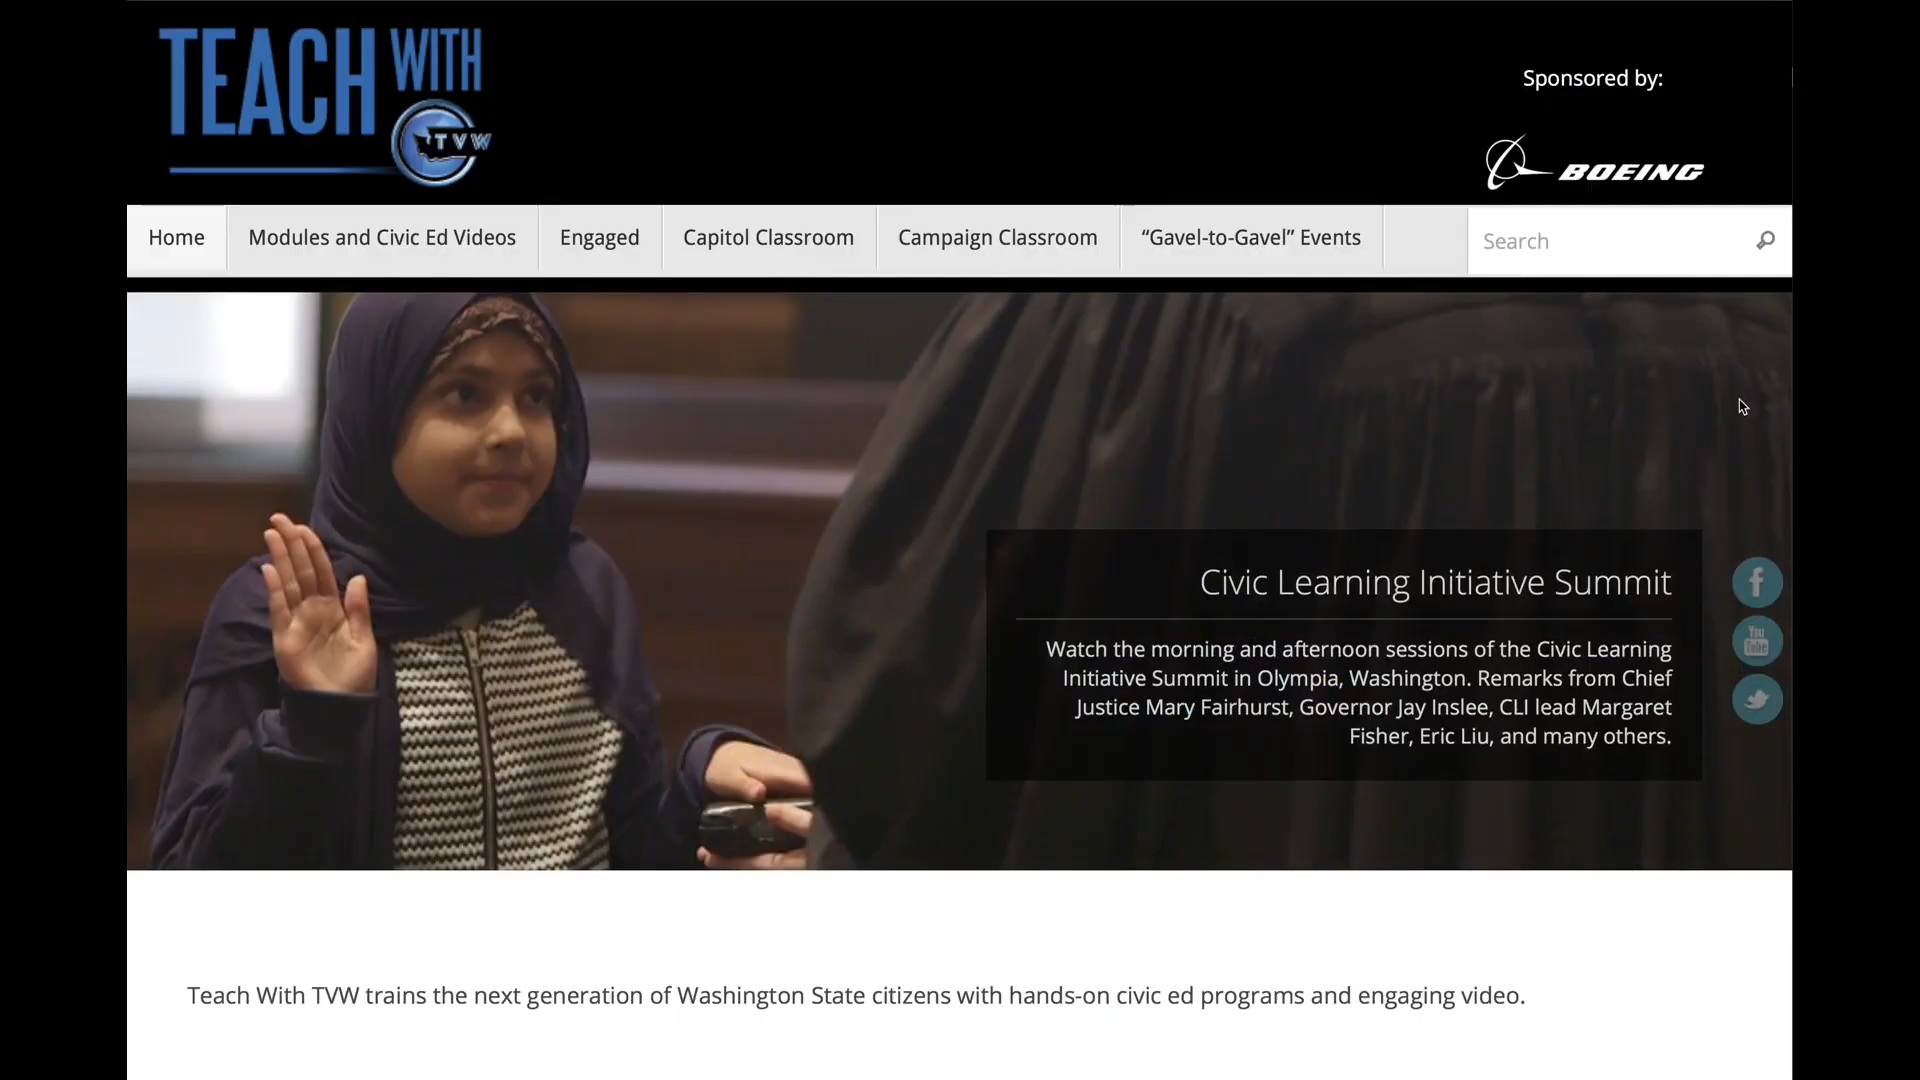 TEACH WITH
TVW
Sponsored by:
BOEING
Home
Modules and Civic Ed Videos
Engaged
Capitol Classroom
Campaign Classroom
“Gavel-to-Gavel” Events
Search
Civic Learning Initiative Summit
Watch the morning and afternoon sessions of the Civic Learning
Initiative Summit in Olympia, Washington. Remarks from Chief
Justice Mary Fairhurst, Governor Jay Inslee, CLI lead Margaret
Fisher, Eric Liu, and many others.
f
You
Tube
Teach With TVW trains the next generation of Washington State citizens with hands-on civic ed programs and engaging video.